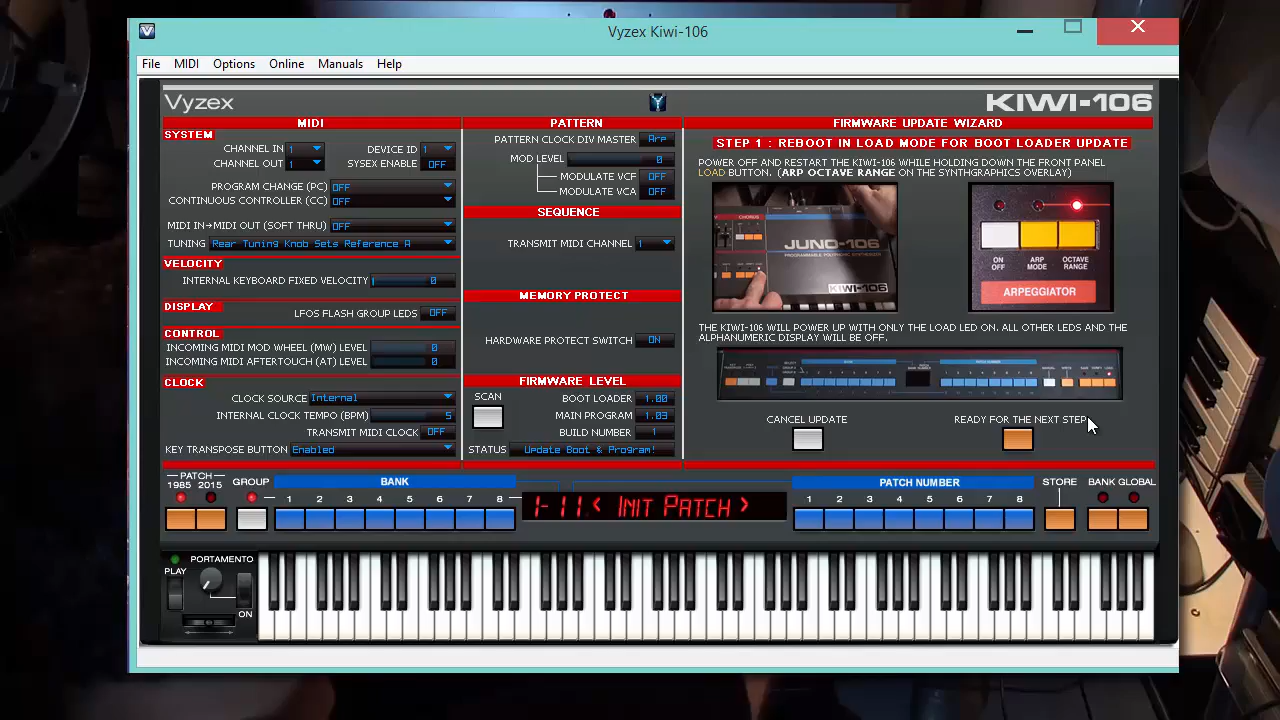 Vyzex Kiwi-106
File MIDI Options Online Manuals Help
Vyzex
KIWI-106
MIDI
SYSTEM
CHANNEL IN 1
DEVICE ID 1
CHANNEL OUT 1
SYSEX ENABLE OFF
PROGRAM CHANGE (PC) OFF
CONTINUOUS CONTROLLER (CC) OFF
MIDI IN→MIDI OUT (SOFT THRU) OFF
TUNING Rear Tuning Knob Sets Reference A
VELOCITY
INTERNAL KEYBOARD FIXED VELOCITY 0
DISPLAY
LFOS FLASH GROUP LEDS OFF
CONTROL
INCOMING MIDI MOD WHEEL (MW) LEVEL 0
INCOMING MIDI AFTERTOUCH (AT) LEVEL 0
CLOCK
CLOCK SOURCE Internal
INTERNAL CLOCK TEMPO (BPM) 5
TRANSMIT MIDI CLOCK OFF
KEY TRANSPOSE BUTTON Enabled
PATTERN
PATTERN CLOCK DIV MASTER Arp
MOD LEVEL 0
MODULATE VCF OFF
MODULATE VCA OFF
SEQUENCE
TRANSMIT MIDI CHANNEL 1
MEMORY PROTECT
HARDWARE PROTECT SWITCH ON
FIRMWARE LEVEL
SCAN
BOOT LOADER 1.00
MAIN PROGRAM 1.03
BUILD NUMBER 1
STATUS Update Boot & Program!
FIRMWARE UPDATE WIZARD
STEP 1 : REBOOT IN LOAD MODE FOR BOOT LOADER UPDATE
POWER OFF AND RESTART THE KIWI-106 WHILE HOLDING DOWN THE FRONT PANEL
LOAD BUTTON. (ARP OCTAVE RANGE ON THE SYNTHGRAPHICS OVERLAY)
CHORUS
JUNO-106
PROGRAMMABLE POLYPHONIC SYNTHESIZER
KIWI-106
ON ARP OCTAVE
OFF MODE RANGE
ARPEGGIATOR
THE KIWI-106 WILL POWER UP WITH ONLY THE LOAD LED ON. ALL OTHER LEDS AND THE
ALPHANUMERIC DISPLAY WILL BE OFF.
CANCEL UPDATE
READY FOR THE NEXT STEP
PATCH
1985 2015
GROUP
BANK
1 2 3 4 5 6 7 8
1-11< INIT PATCH >
PATCH NUMBER
1 2 3 4 5 6 7 8
STORE
BANK GLOBAL
PLAY
PORTAMENTO
ON